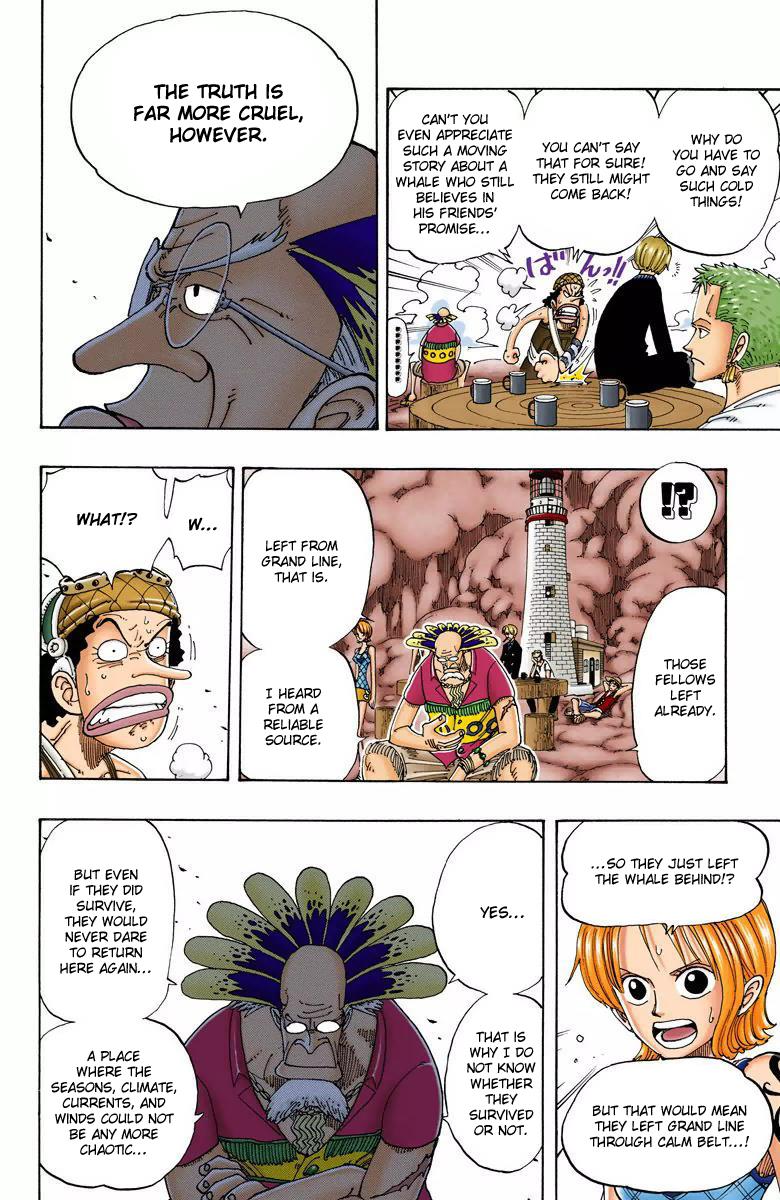 WHY DO
YOU HAVE TO
GO AND SAY
SUCH COLD
THINGS!
YOU CAN'T SAY
THAT FOR SURE!
THEY STILL MIGHT
COME BACK!
CAN'T YOU
EVEN APPRECIATE
SUCH A MOVING
STORY ABOUT A
WHALE WHO STILL
BELIEVES IN
HIS FRIENDS'
PROMISE...
ばんっ!!
.........
THE TRUTH IS
FAR MORE CRUEL,
HOWEVER.
!?
THOSE
FELLOWS
LEFT
ALREADY.
LEFT FROM
GRAND LINE,
THAT IS.
I HEARD
FROM A
RELIABLE
SOURCE.
W...
WHAT!?
...SO THEY JUST LEFT
THE WHALE BEHIND!?
BUT THAT WOULD MEAN
THEY LEFT GRAND LINE
THROUGH CALM BELT...!
YES...
THAT IS
WHY I DO
NOT KNOW
WHETHER
THEY
SURVIVED
OR NOT.
BUT EVEN
IF THEY DID
SURVIVE,
THEY WOULD
NEVER DARE
TO RETURN
HERE AGAIN...
A PLACE
WHERE THE
SEASONS, CLIMATE,
CURRENTS, AND
WINDS COULD NOT
BE ANY MORE
CHAOTIC...